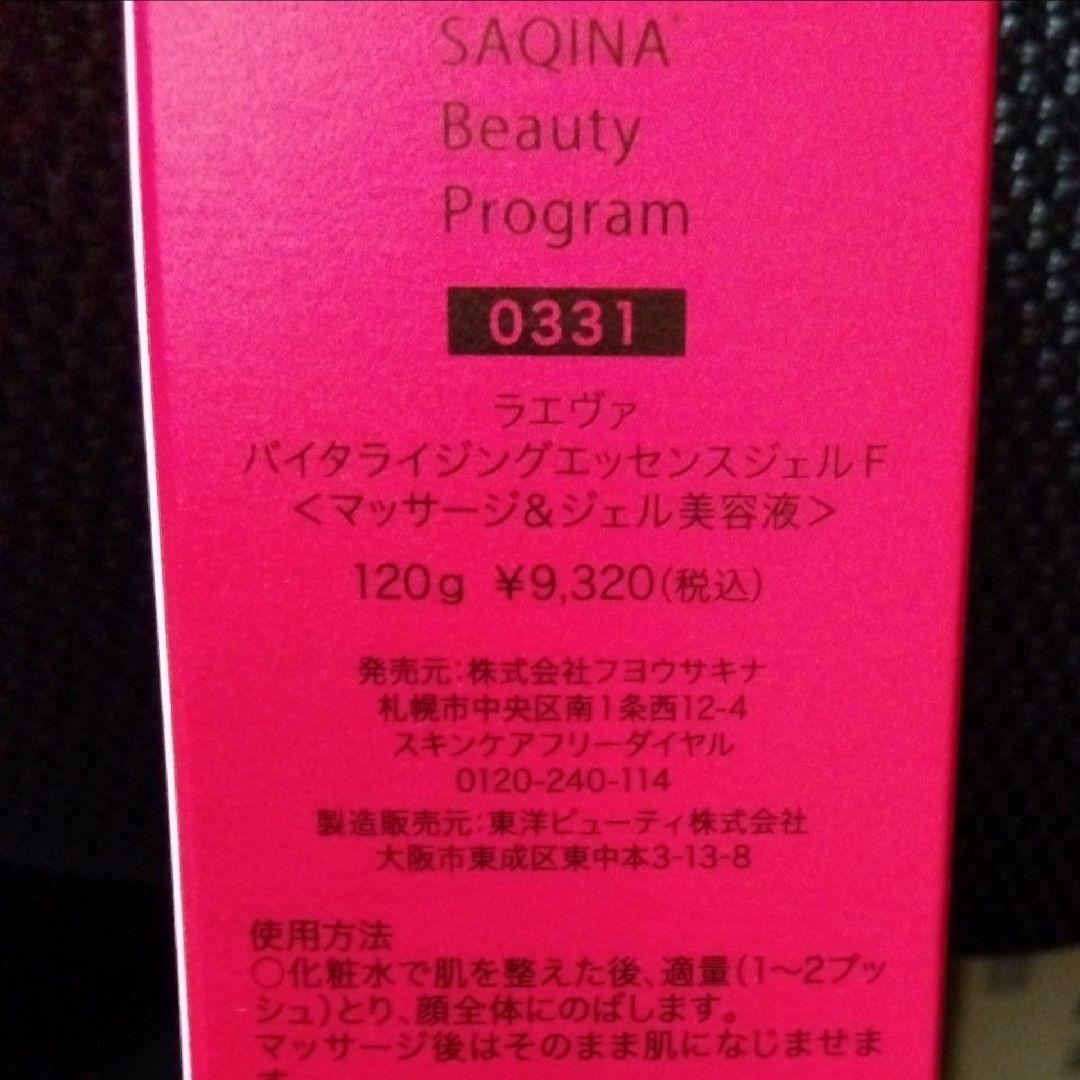 SAQINA®
Beauty
Program
0331
ラエヴァ
バイタライジングエッセンスジェルF
＜マッサージ&ジェル美容液＞
120g ¥9,320(税込)
発売元:株式会社フヨウサキナ
札幌市中央区南1条西12-4
スキンケアフリーダイヤル
0120-240-114
製造販売元:東洋ビューティ株式会社
大阪市東成区東中本3-13-8
使用方法
○化粧水で肌を整えた後、適量(1〜2プッ
シュ)とり、顔全体にのばします。
マッサージ後はそのまま肌になじませま
す。